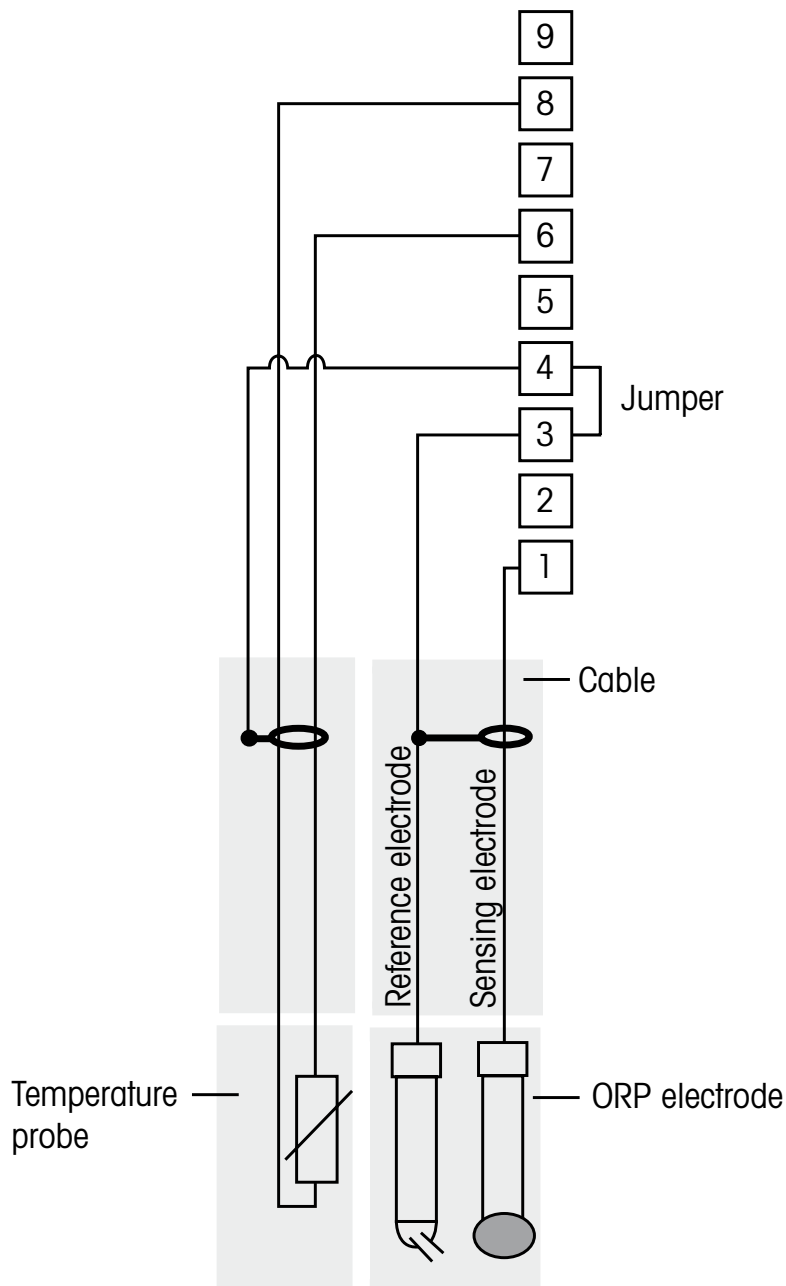 9
8
7
6
5
4
Jumper
3
2
1
Cable
Reference electrode
Sensing electrode
Temperature
probe
ORP electrode